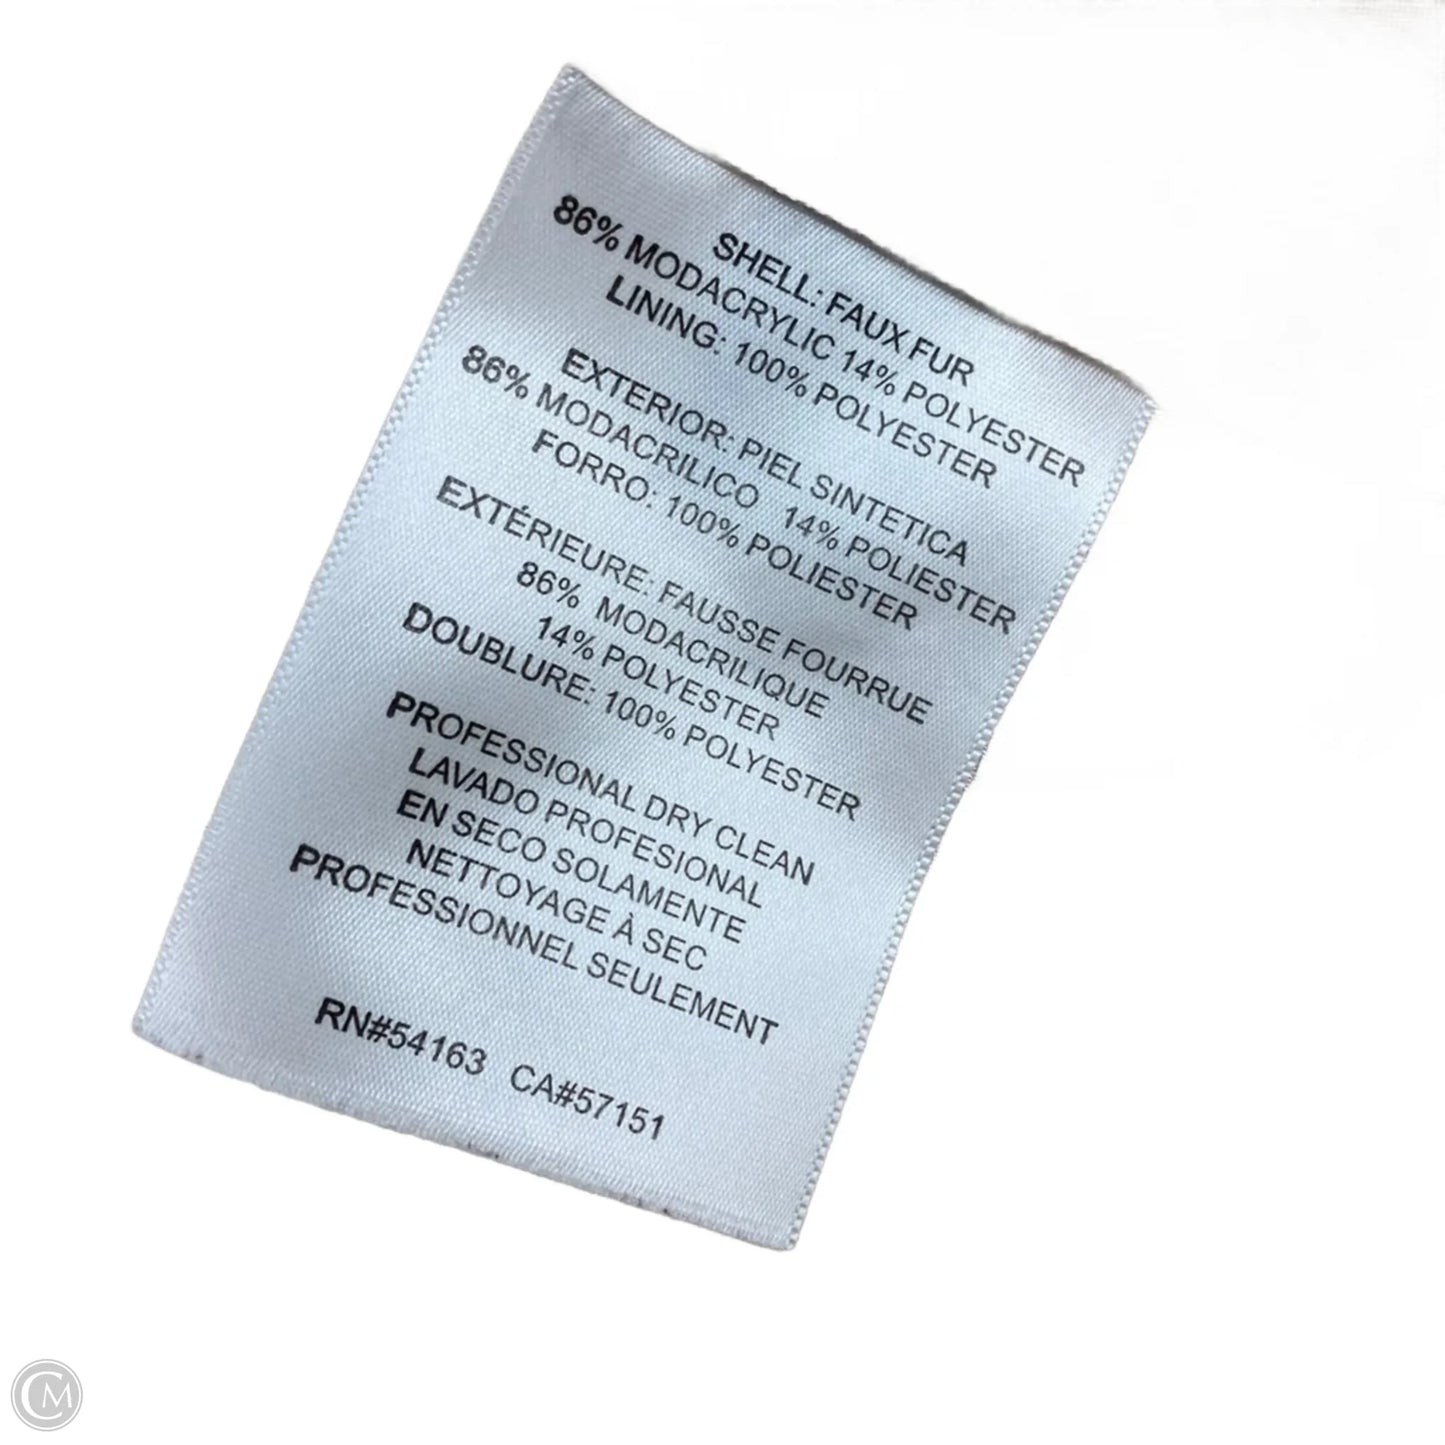 SHELL: FAUX FUR
86% MODACRYLIC 14% POLYESTER
LINING: 100% POLYESTER
EXTERIOR: PIEL SINTETICA
86% MODACRILICO 14% POLIESTER
FORRO: 100% POLIESTER
EXTÉRIEURE: FAUSSE FOURRUE
86% MODACRILIQUE
14% POLYESTER
DOUBLURE: 100% POLYESTER
PROFESSIONAL DRY CLEAN
LAVADO PROFESIONAL
EN SECO SOLAMENTE
NETTOYAGE À SEC
PROFESSIONNEL SEULEMENT
RN#54163 CA#57151
CM